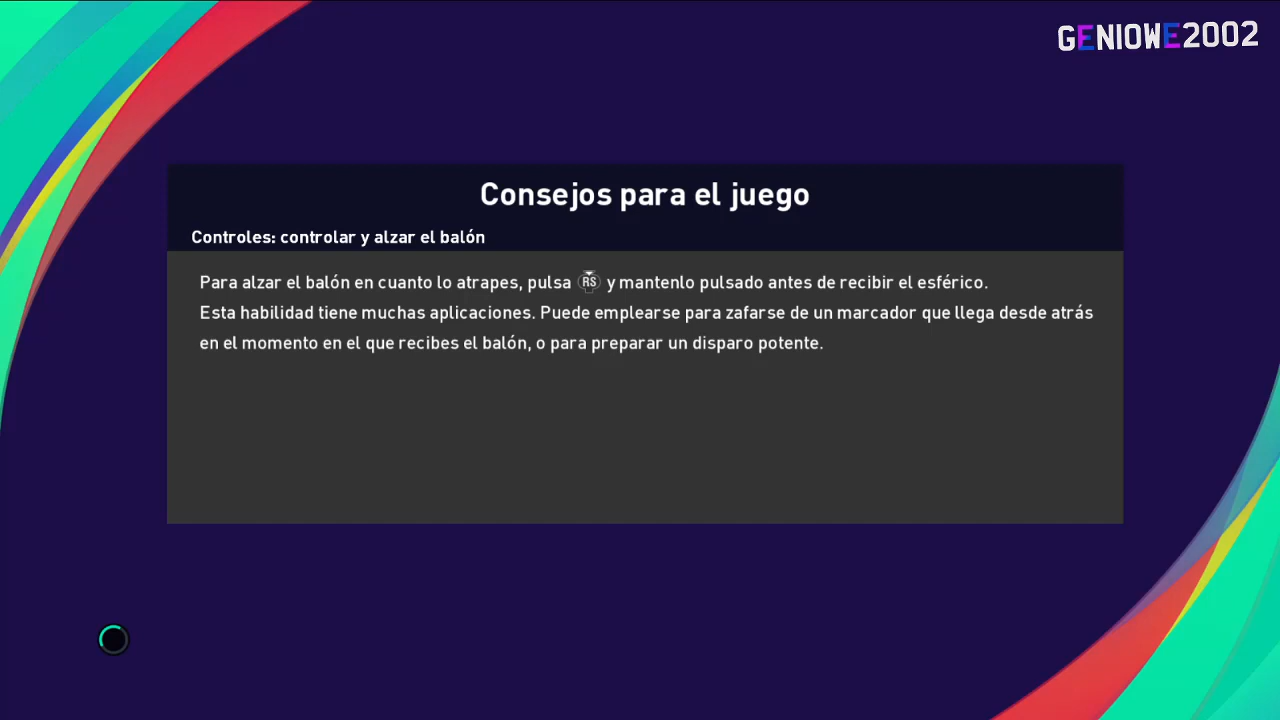 GENIOWE2002
Consejos para el juego
Controles: controlar y alzar el balón
Para alzar el balón en cuanto lo atrapes, pulsa RS y mantenlo pulsado antes de recibir el esférico.
Esta habilidad tiene muchas aplicaciones. Puede emplearse para zafarse de un marcador que llega desde atrás
en el momento en el que recibes el balón, o para preparar un disparo potente.